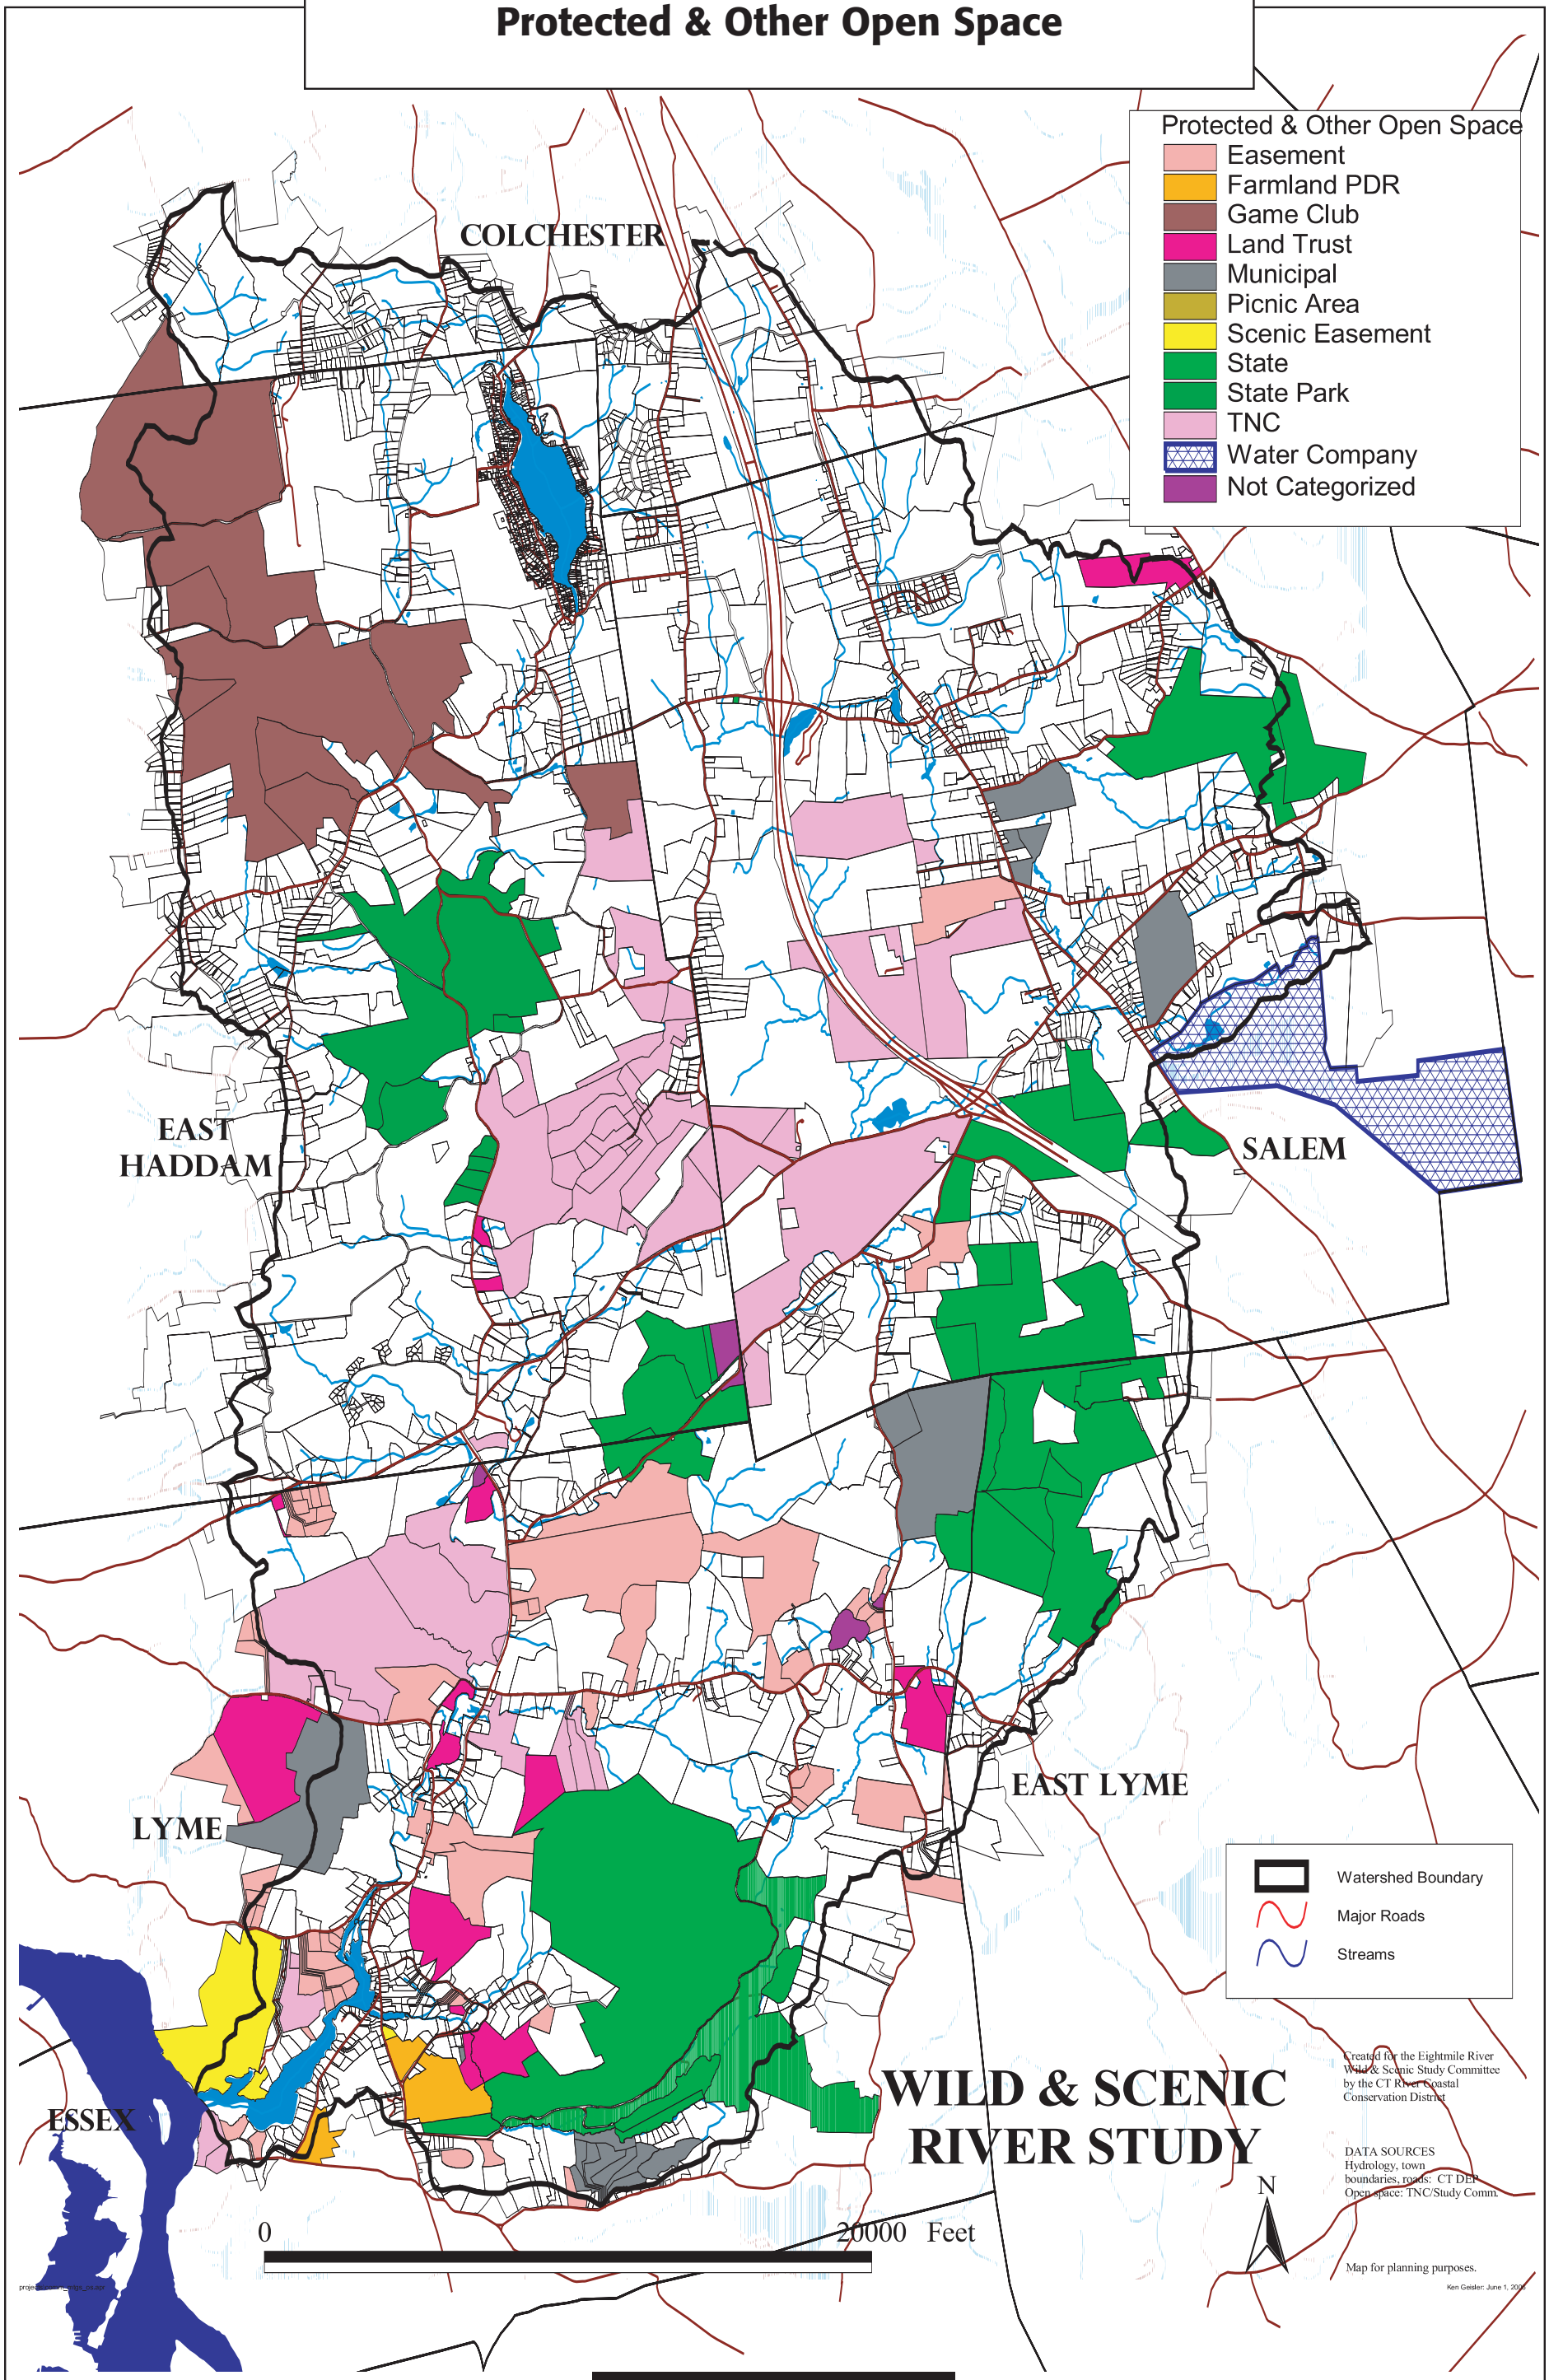 Protected & Other Open Space
Protected & Other Open Space
Easement
Farmland PDR
Game Club
Land Trust
Municipal
Picnic Area
Scenic Easement
State
State Park
TNC
Water Company
Not Categorized
COLCHESTER
EAST
HADDAM
SALEM
EAST LYME
LYME
ESSEX
Watershed Boundary
Major Roads
Streams
WILD & SCENIC
RIVER STUDY
Created for the Eightmile River
Wild & Scenic Study Committee
by the CT River Coastal
Conservation District
DATA SOURCES
Hydrology, town
boundaries, roads: CT DEP
Open space: TNC/Study Comm.
N
0 20000 Feet
Map for planning purposes.
Ken Geisler: June 1,